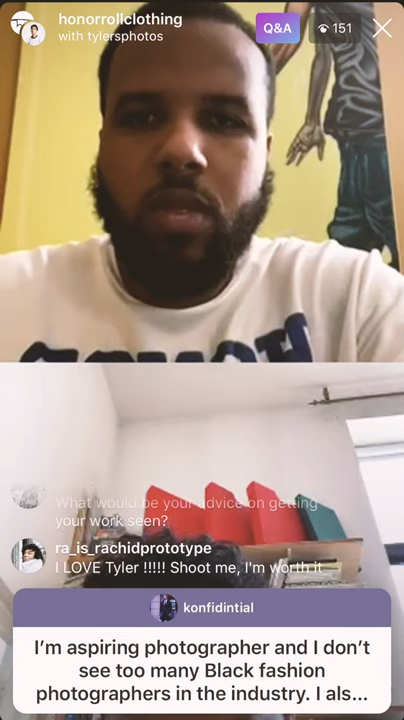 honorrollclothing
with tylersphotos
Q&A
151
What would be your advice on getting
your work seen?
ra_is_rachidprototype
I LOVE Tyler !!!!! Shoot me, I'm worth it
konfidintial
I'm aspiring photographer and I don't
see too many Black fashion
photographers in the industry. I als...